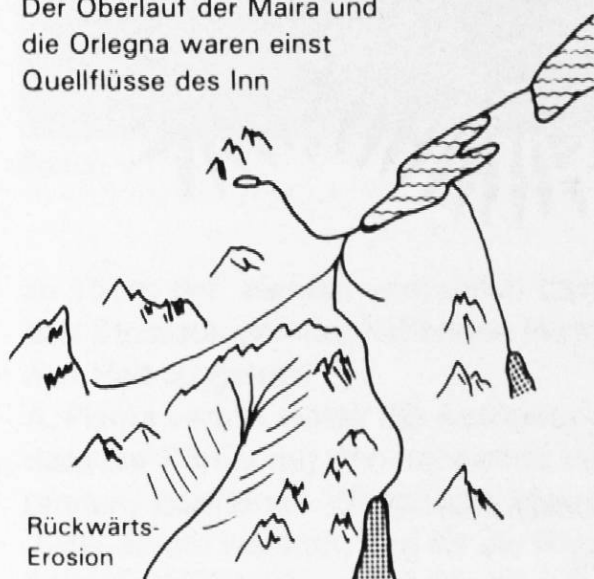 Der Oberlauf der Maira und
die Orlegna waren einst
Quellflüsse des Inn
Rückwärts-
Erosion